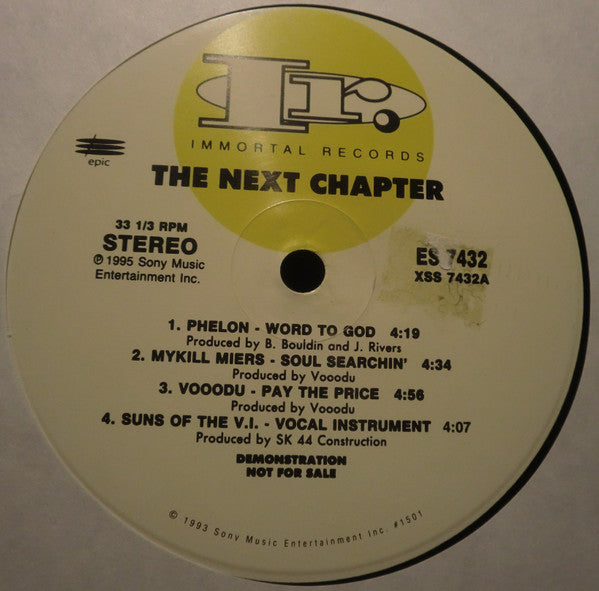 Ir.
IMMORTAL RECORDS
epic
THE NEXT CHAPTER
33 1/3 RPM
STEREO
℗ 1995 Sony Music
Entertainment Inc.
ES 7432
XSS 7432A
1. PHELON - WORD TO GOD 4:19
Produced by B. Bouldin and J. Rivers
2. MYKILL MIERS - SOUL SEARCHIN' 4:34
Produced by Vooodu
3. VOOODU - PAY THE PRICE 4:56
Produced by Vooodu
4. SUNS OF THE V.I. - VOCAL INSTRUMENT 4:07
Produced by SK 44 Construction
DEMONSTRATION
NOT FOR SALE
© 1993 Sony Music Entertainment Inc. #1501